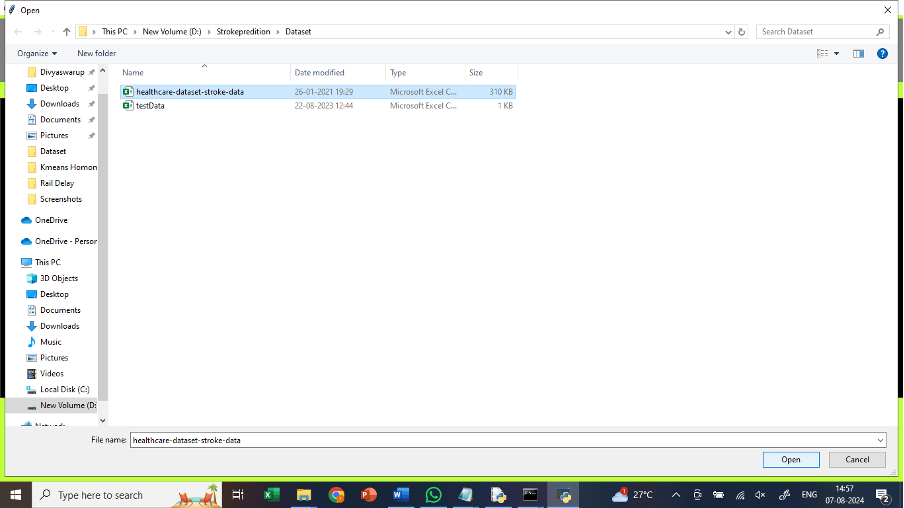 Open
This PC > New Volume (D:) > Strokepredition > Dataset
Search Dataset
Organize
New folder
Name
Date modified
Type
Size
healthcare-dataset-stroke-data 26-01-2021 19:29 Microsoft Excel C... 310 KB
testData 22-08-2023 12:44 Microsoft Excel C... 1 KB
Divyaswarup
Desktop
Downloads
Documents
Pictures
Dataset
Kmeans Homon
Rail Delay
Screenshots
OneDrive
OneDrive - Person
This PC
3D Objects
Desktop
Documents
Downloads
Music
Pictures
Videos
Local Disk (C:)
New Volume (D:
File name: healthcare-dataset-stroke-data
Open
Cancel
Type here to search
27°C
ENG
14:57
07-08-2024
2